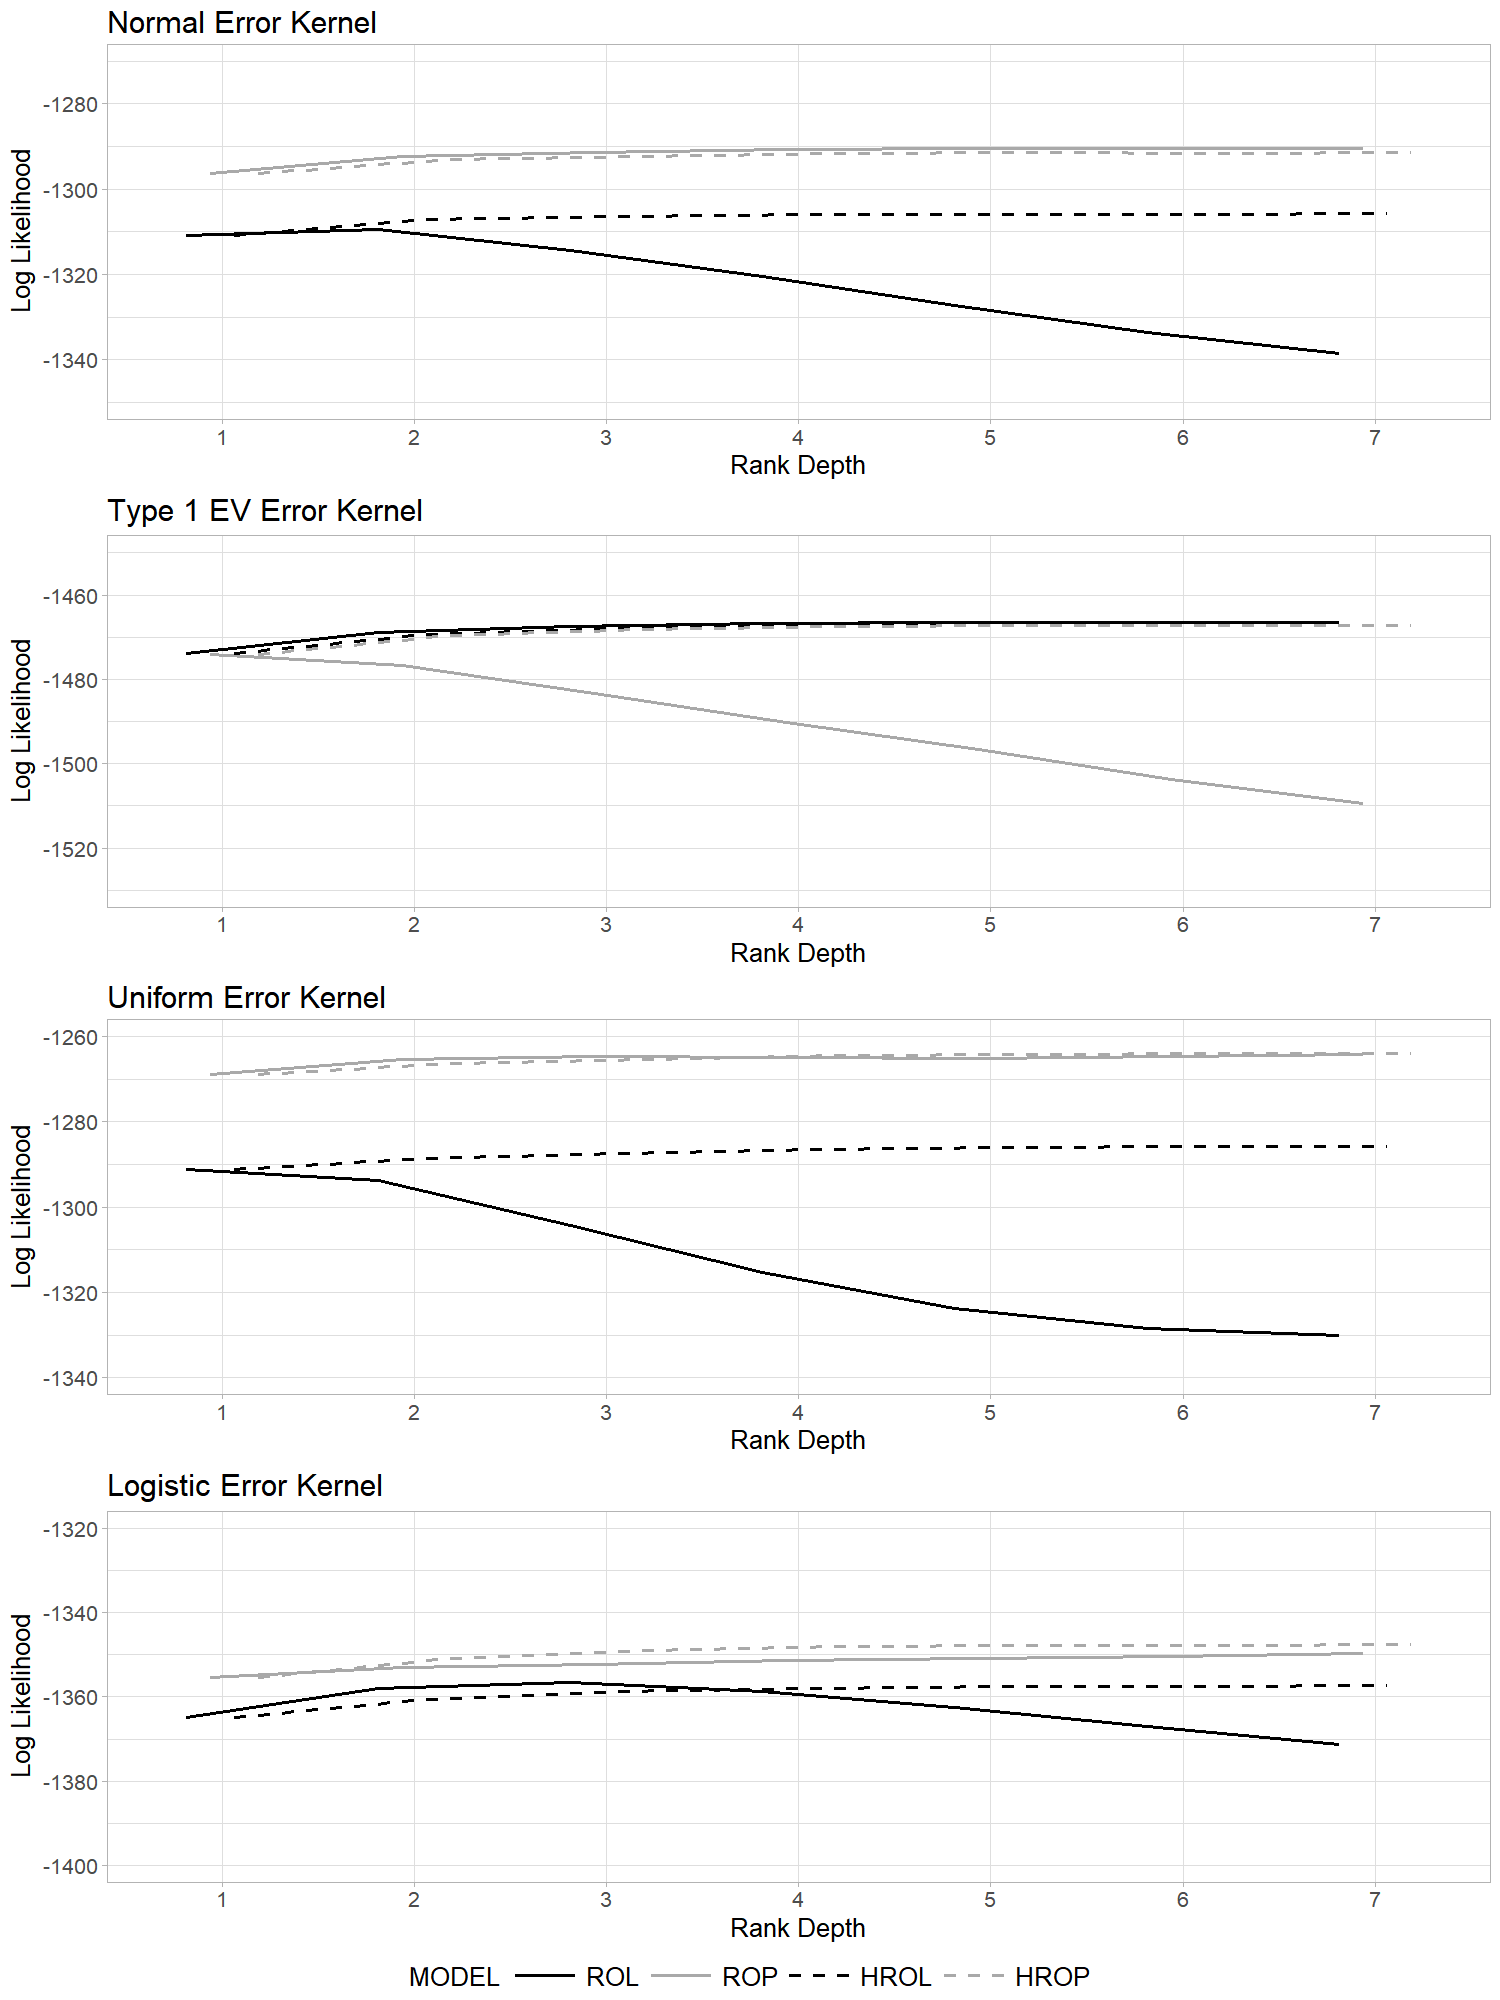 Normal Error Kernel
Log Likelihood
-1280
-1300
-1320
-1340
1 2 3 4 5 6 7
Rank Depth
Type 1 EV Error Kernel
Log Likelihood
-1460
-1480
-1500
-1520
1 2 3 4 5 6 7
Rank Depth
Uniform Error Kernel
Log Likelihood
-1260
-1280
-1300
-1320
-1340
1 2 3 4 5 6 7
Rank Depth
Logistic Error Kernel
Log Likelihood
-1320
-1340
-1360
-1380
-1400
1 2 3 4 5 6 7
Rank Depth
MODEL ROL ROP HROL HROP